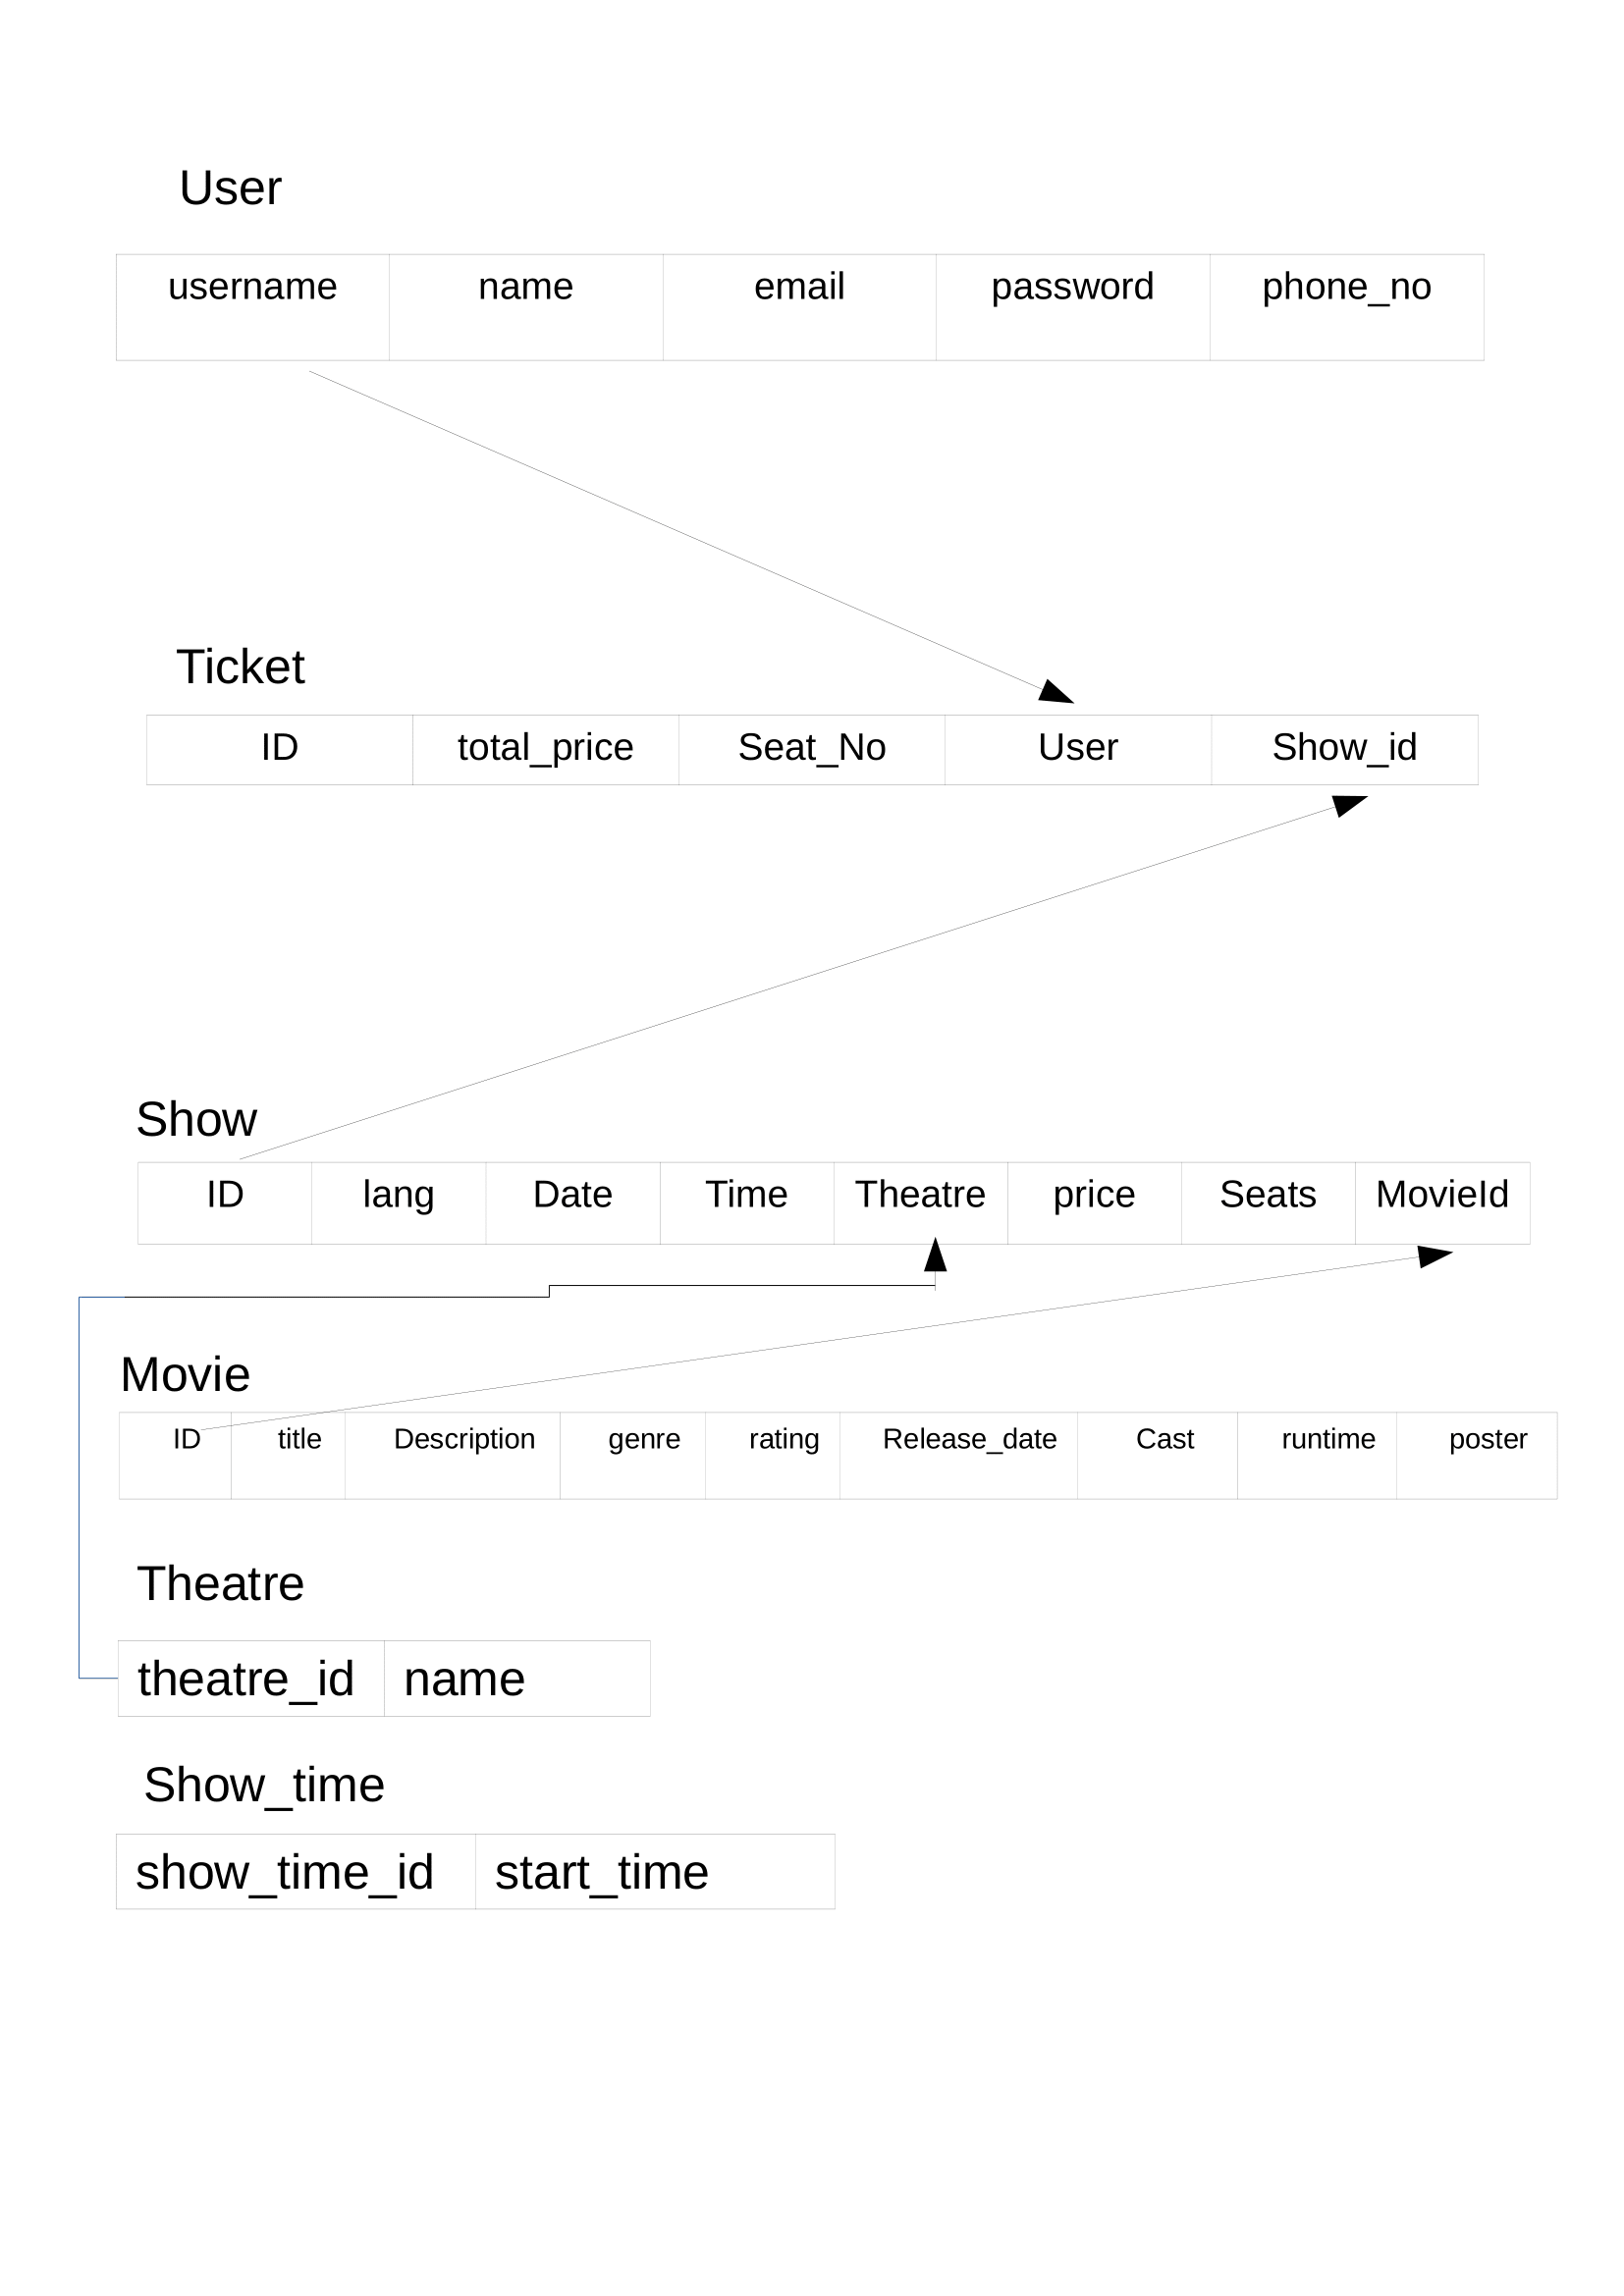 User
username name email password phone_no
Ticket
ID total_price Seat_No User Show_id
Show
ID lang Date Time Theatre price Seats MovieId
Movie
ID title Description genre rating Release_date Cast runtime poster
Theatre
theatre_id name
Show_time
show_time_id start_time